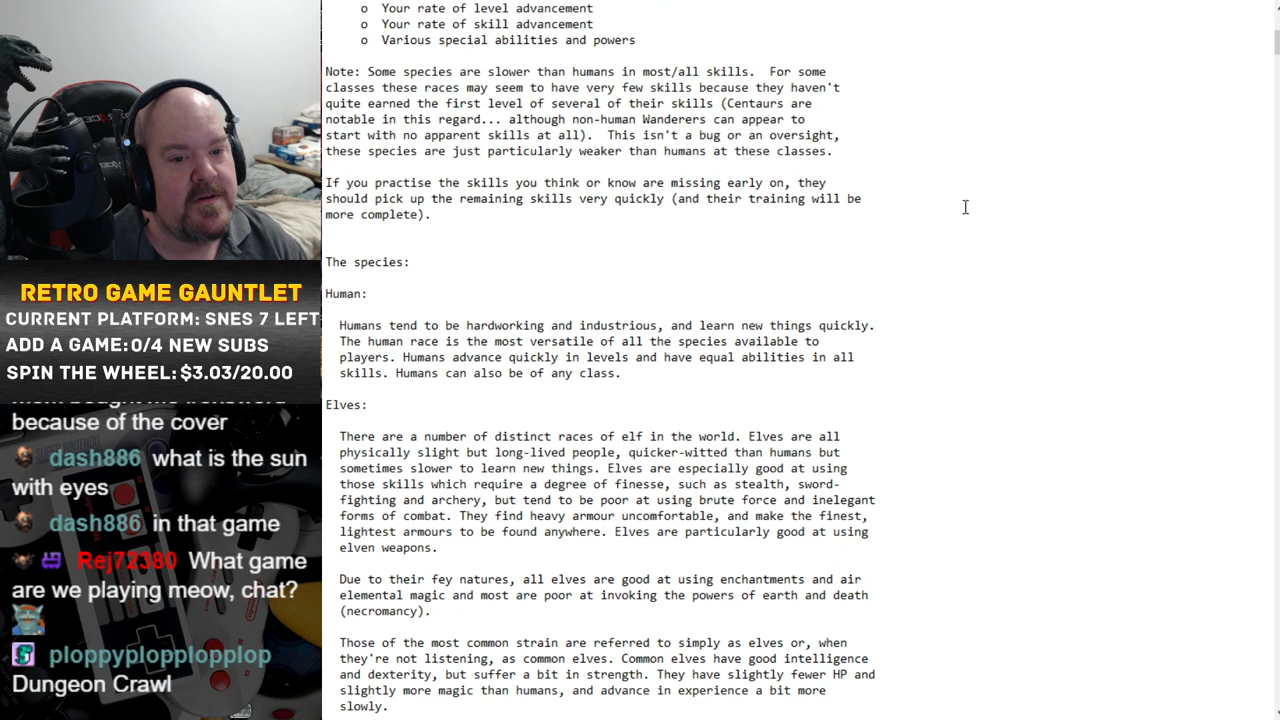 o Your rate of level advancement
o Your rate of skill advancement
o Various special abilities and powers
Note: Some species are slower than humans in most/all skills. For some
classes these races may seem to have very few skills because they haven't
quite earned the first level of several of their skills (Centaurs are
notable in this regard... although non-human Wanderers can appear to
start with no apparent skills at all). This isn't a bug or an oversight,
these species are just particularly weaker than humans at these classes.
If you practise the skills you think or know are missing early on, they
should pick up the remaining skills very quickly (and their training will be
more complete).
The species:
Human:
Humans tend to be hardworking and industrious, and learn new things quickly.
The human race is the most versatile of all the species available to
players. Humans advance quickly in levels and have equal abilities in all
skills. Humans can also be of any class.
Elves:
There are a number of distinct races of elf in the world. Elves are all
physically slight but long-lived people, quicker-witted than humans but
sometimes slower to learn new things. Elves are especially good at using
those skills which require a degree of finesse, such as stealth, sword-
fighting and archery, but tend to be poor at using brute force and inelegant
forms of combat. They find heavy armour uncomfortable, and make the finest,
lightest armours to be found anywhere. Elves are particularly good at using
elven weapons.
Due to their fey natures, all elves are good at using enchantments and air
elemental magic and most are poor at invoking the powers of earth and death
(necromancy).
Those of the most common strain are referred to simply as elves or, when
they're not listening, as common elves. Common elves have good intelligence
and dexterity, but suffer a bit in strength. They have slightly fewer HP and
slightly more magic than humans, and advance in experience a bit more
slowly.
RETRO GAME GAUNTLET
CURRENT PLATFORM: SNES 7 LEFT
ADD A GAME: 0/4 NEW SUBS
SPIN THE WHEEL: $3.03/20.00
because of the cover
dash886 what is the sun
with eyes
dash886 in that game
Rej72380 What game
are we playing meow, chat?
ploppyplopplopplop
Dungeon Crawl